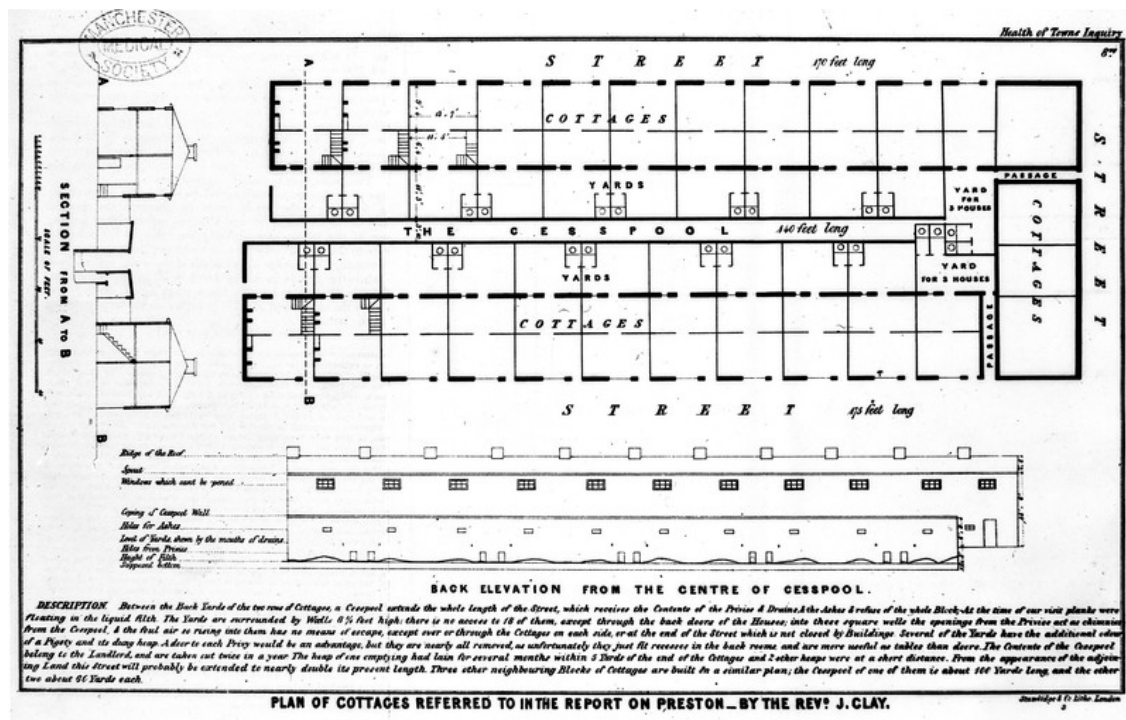 MANCHESTER
MEDICAL
SOCIETY
Health of Towns Inquiry
STREET 170 feet long
A
A
COTTAGES
YARDS
PASSAGE
YARD
FOR
3 HOUSES
THE CESSPOOL 440 feet long
YARDS
YARD
FOR 3 HOUSES
COTTAGES
COTTAGES
PASSAGE
STREET
SECTION FROM A TO B
SCALE OF FEET.
B
B
STREET 175 feet long
Ridge of the Roof.
Spout
Windows which cant be opened
Coping of Cesspool Wall
Holes for Ashes
Level of Yards, shewn by the mouths of drains.
Holes from Privies
Height of Filth
Supposed bottom
BACK ELEVATION FROM THE CENTRE OF CESSPOOL.
DESCRIPTION. Between the Back Yards of the two rows of Cottages, a Cesspool extends the whole length of the Street, which receives the Contents of the Privies & Drains, & the Ashes & refuse of the whole Block; At the time of our visit planks were
floating in the liquid filth. The Yards are surrounded by Walls 6¾ feet high: there is no access to 18 of them, except through the back doors of the Houses; into these square wells the openings from the Privies act as chimnies
from the Cesspool, & the foul air so rising into them has no means of escape, except over or through the Cottages on each side, or at the end of the Street which is not closed by Buildings Several of the Yards have the additional odour
of a Pigsty and its dung heap A door to each Privy would be an advantage, but they are nearly all removed, as unfortunately they just fit recesses in the back rooms and are more useful as tables than doors. The Contents of the Cesspool
belong to the Landlord, and are taken out twice in a year The heap of one emptying had lain for several months within 5 Yards of the end of the Cottages and 2 other heaps were at a short distance. From the appearance of the adjoin-
ing Land this Street will probably be extended to nearly double its present length. Three other neighbouring Blocks of Cottages are built on a similar plan; the Cesspool of one of them is about 100 Yards long, and the other
two about 86 Yards each.
PLAN OF COTTAGES REFERRED TO IN THE REPORT ON PRESTON_BY THE REVD. J. CLAY.
Standidge & Co. Litho. London